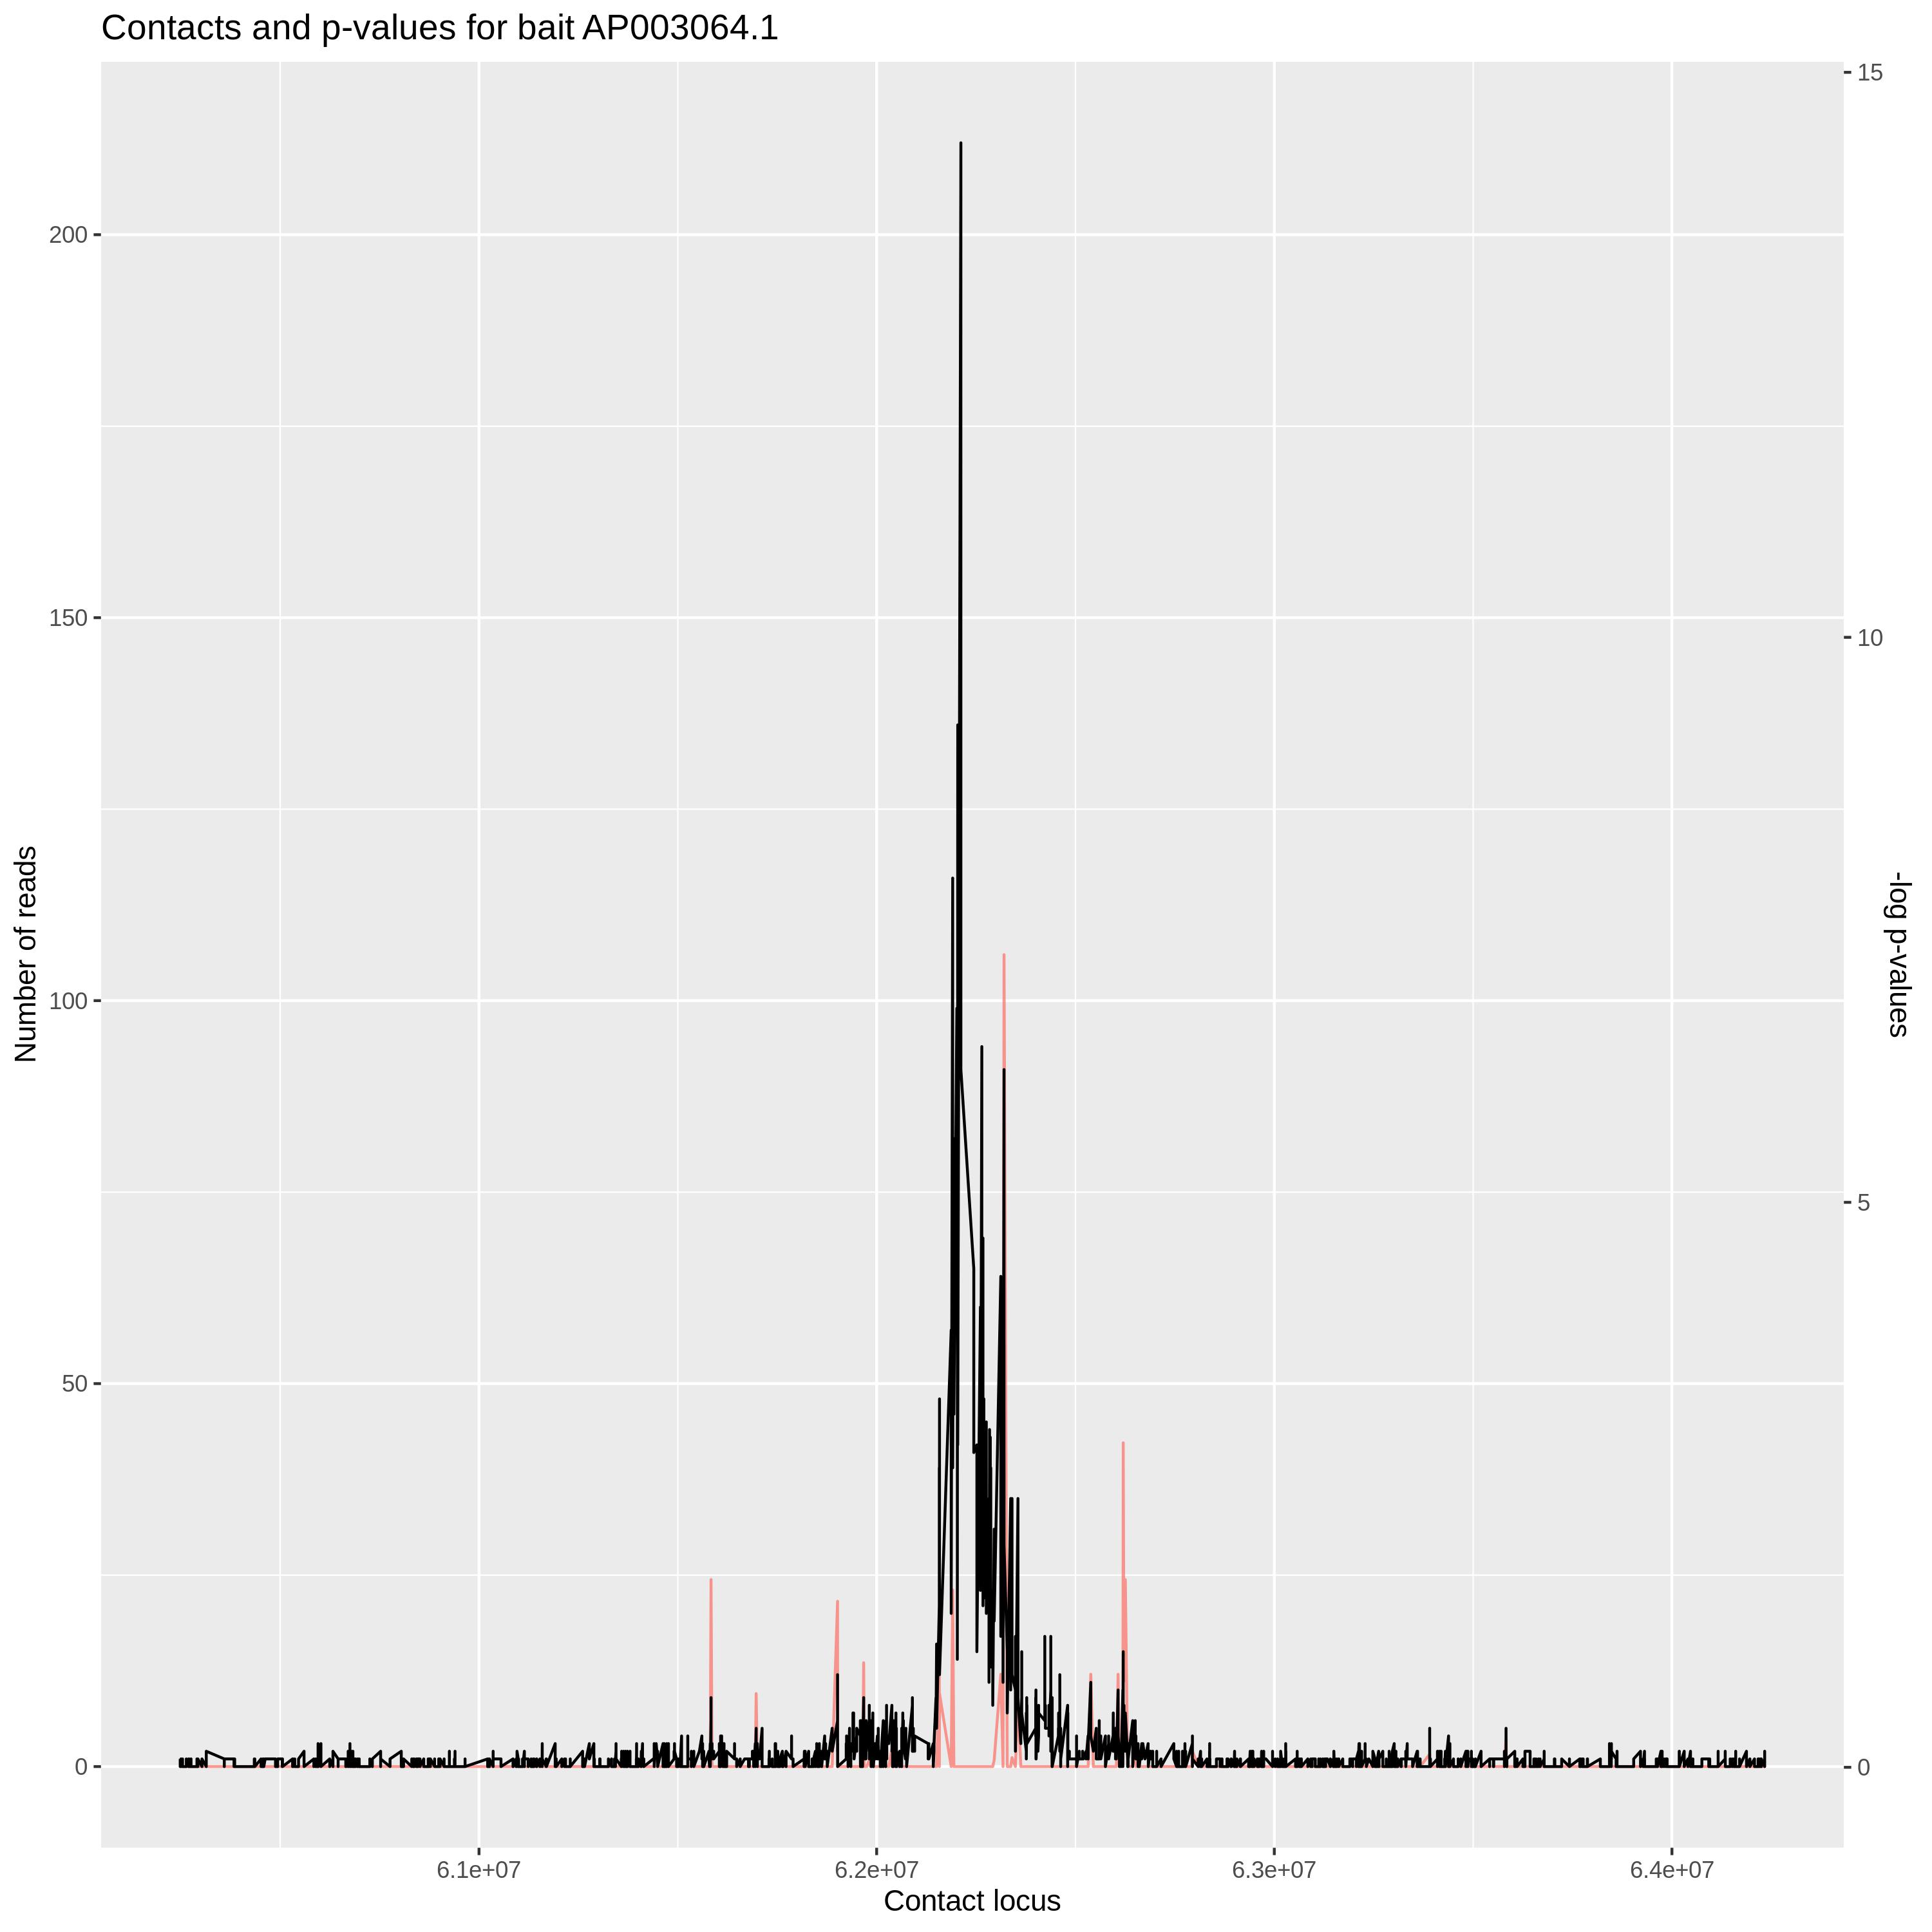 Contacts and p-values for bait AP003064.1
200
150
100
50
0
15
10
5
0
6.1e+07
6.2e+07
6.3e+07
6.4e+07
Number of reads
-log p-values
Contact locus